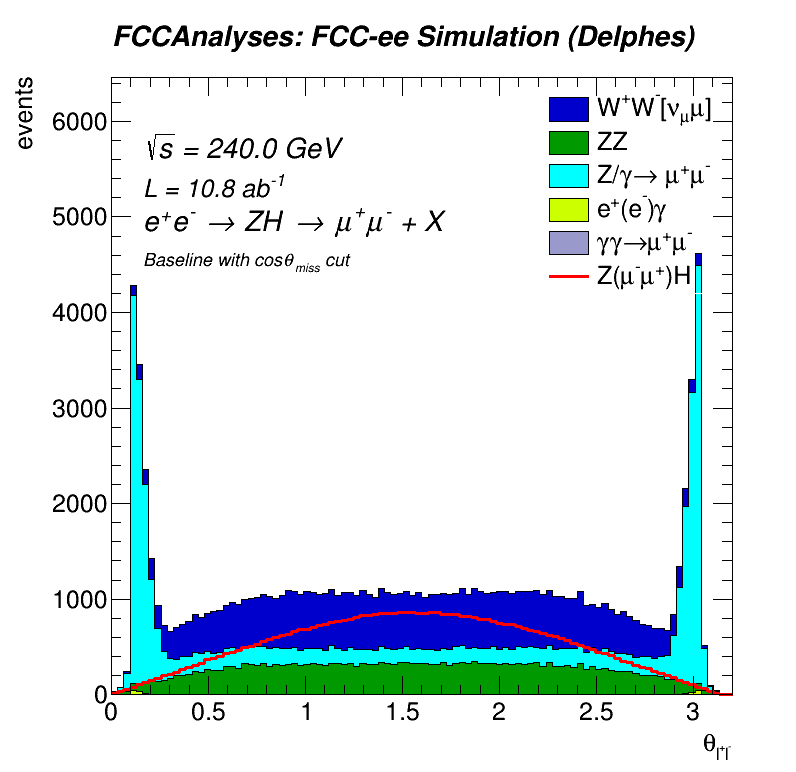 FCCAnalyses: FCC-ee Simulation (Delphes)
events
6000
5000
4000
3000
2000
1000
0
√s = 240.0 GeV
L = 10.8 ab⁻¹
e⁺e⁻ → ZH → μ⁺μ⁻ + X
Baseline with cosθ_miss cut
W⁺W⁻[ν_μμ]
ZZ
Z/γ→ μ⁺μ⁻
e⁺(e⁻)γ
γγ→μ⁺μ⁻
Z(μ⁻μ⁺)H
0 0.5 1 1.5 2 2.5 3
θ_l⁺l⁻